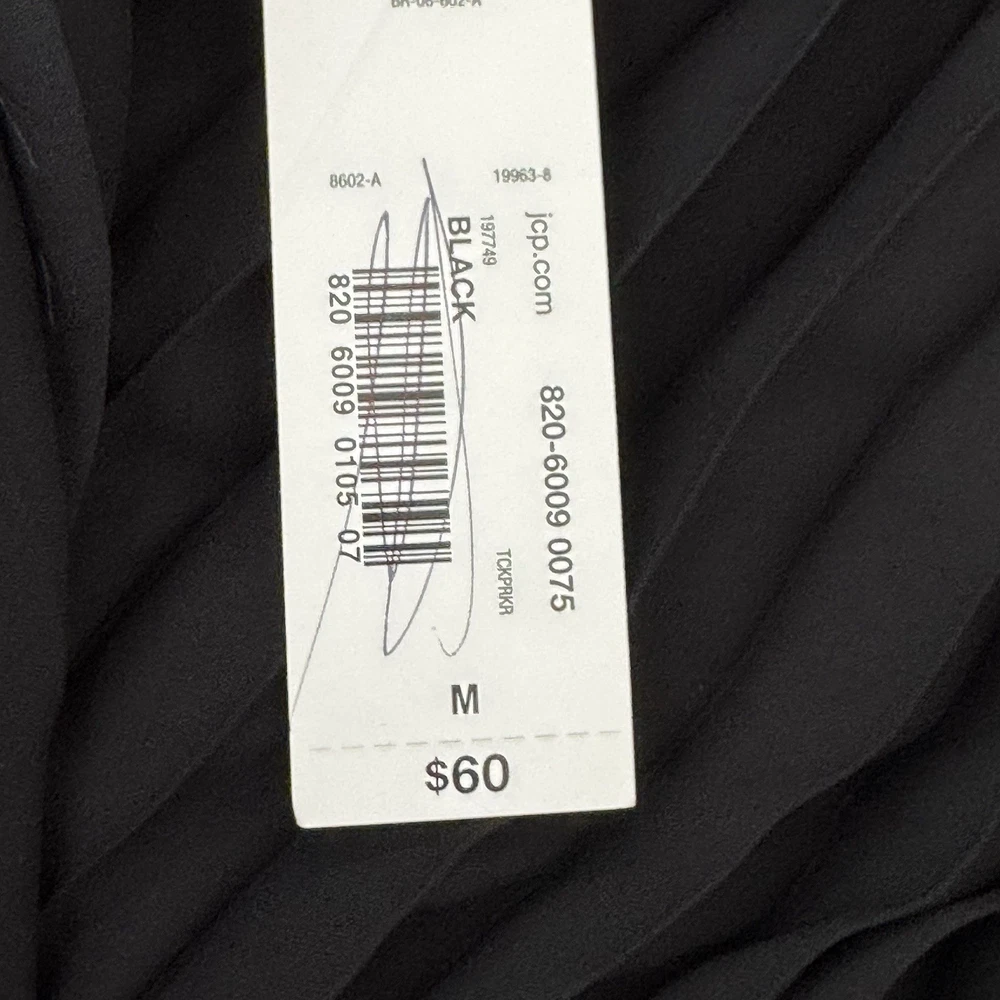 8602-A
19963-8
jcp.com 820-6009 0075
197749 TCKPRKR
BLACK
820 6009 0105 07
M
$60